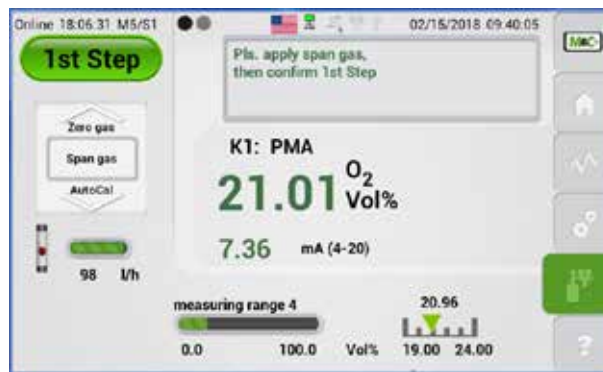 Online 18:06:31 M5/S1
02/15/2018 09:40:05
1st Step
Pls. apply span gas,
then confirm 1st Step
M&C
Zero gas
Span gas
AutoCal
K1: PMA
21.01 O2 Vol%
7.36 mA (4-20)
98 l/h
measuring range 4
20.96
0.0 100.0 Vol% 19.00 24.00
?